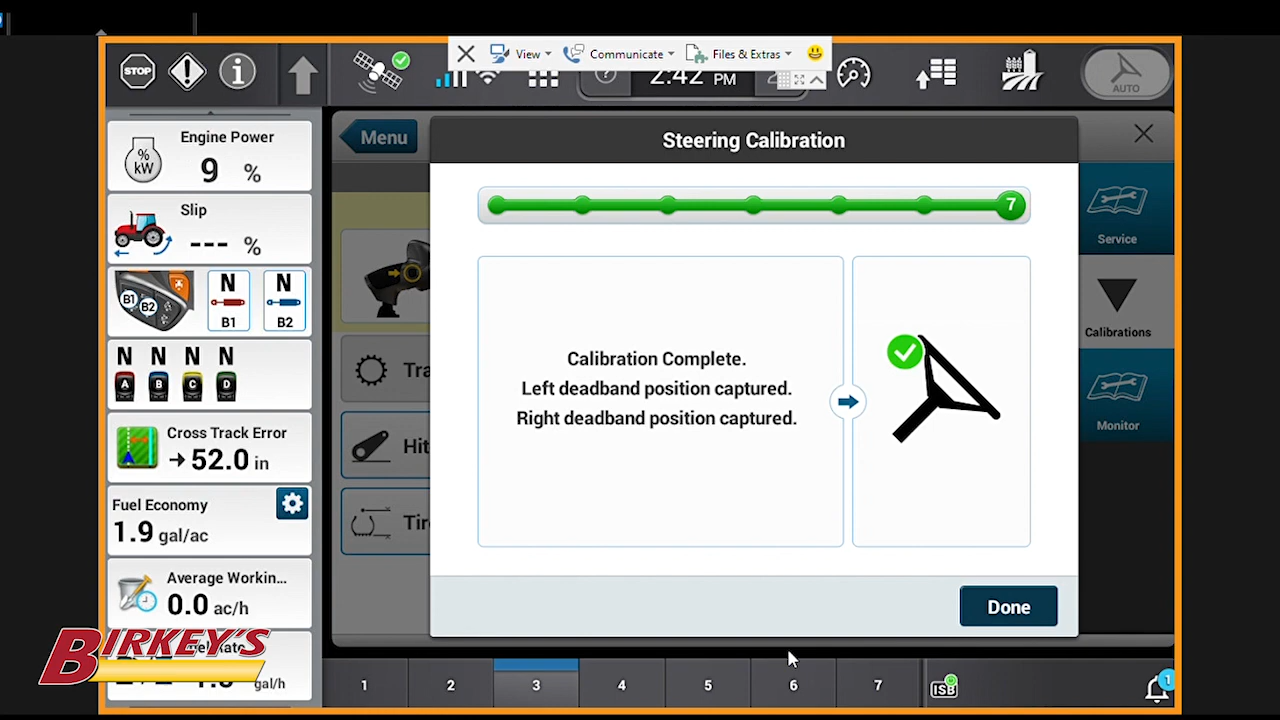 View
Communicate
Files & Extras
STOP
2:42 PM
AUTO
Engine Power
% kW
9 %
Slip
--- %
B1 B2
N N
B1 B2
N N N N
A B C D
Cross Track Error
52.0 in
Fuel Economy
1.9 gal/ac
Average Workin...
0.0 ac/h
gal/h
BIRKEY'S
Menu
Steering Calibration
7
Calibration Complete.
Left deadband position captured.
Right deadband position captured.
Done
Service
Calibrations
Monitor
1 2 3 4 5 6 7
ISB
1